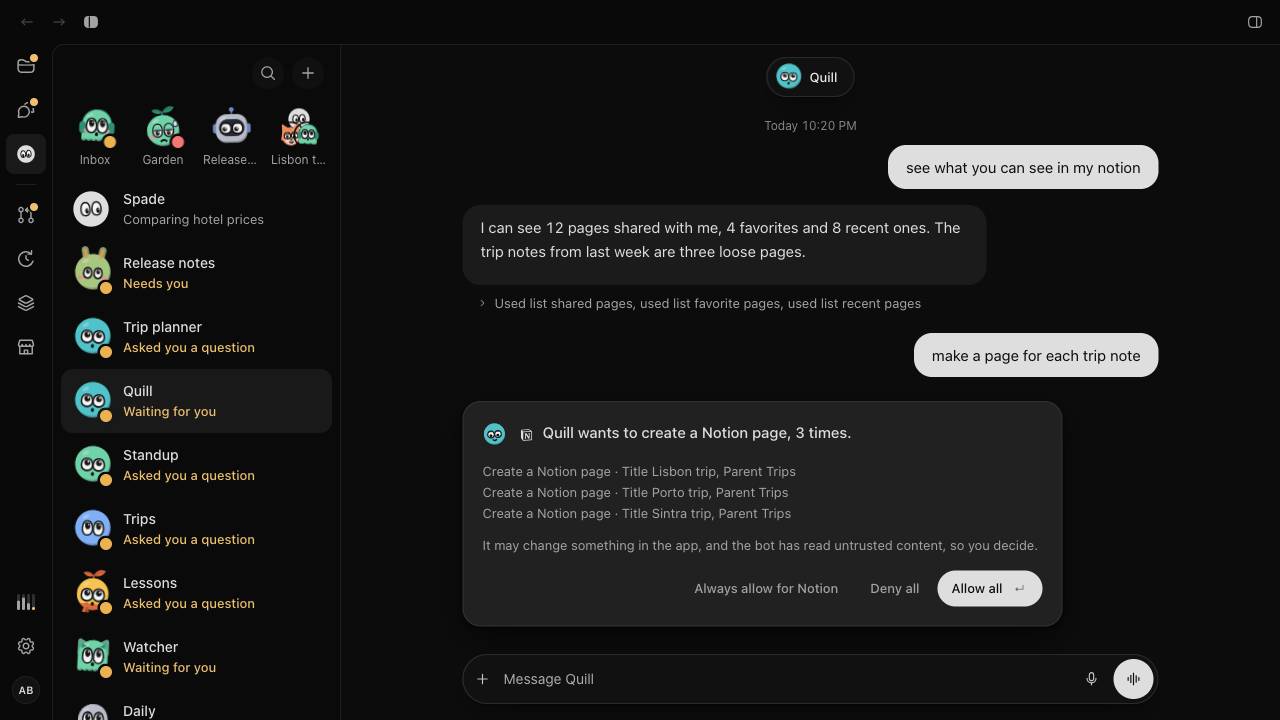 Inbox
Garden
Release...
Lisbon t...
Spade
Comparing hotel prices
Release notes
Needs you
Trip planner
Asked you a question
Quill
Waiting for you
Standup
Asked you a question
Trips
Asked you a question
Lessons
Asked you a question
Watcher
Waiting for you
Daily
AB
Quill
Today 10:20 PM
see what you can see in my notion
I can see 12 pages shared with me, 4 favorites and 8 recent ones. The
trip notes from last week are three loose pages.
Used list shared pages, used list favorite pages, used list recent pages
make a page for each trip note
Quill wants to create a Notion page, 3 times.
Create a Notion page · Title Lisbon trip, Parent Trips
Create a Notion page · Title Porto trip, Parent Trips
Create a Notion page · Title Sintra trip, Parent Trips
It may change something in the app, and the bot has read untrusted content, so you decide.
Always allow for Notion
Deny all
Allow all
Message Quill